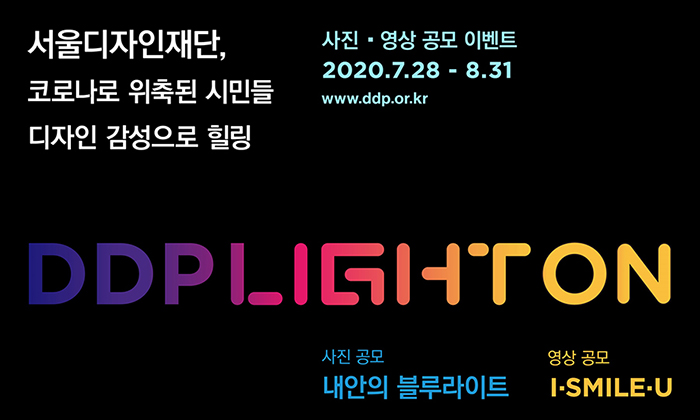 서울디자인재단,
코로나로 위축된 시민들
디자인 감성으로 힐링
사진 · 영상 공모 이벤트
2020.7.28 - 8.31
www.ddp.or.kr
DDPLIGHTON
사진 공모
내안의 블루라이트
영상 공모
I·SMILE·U